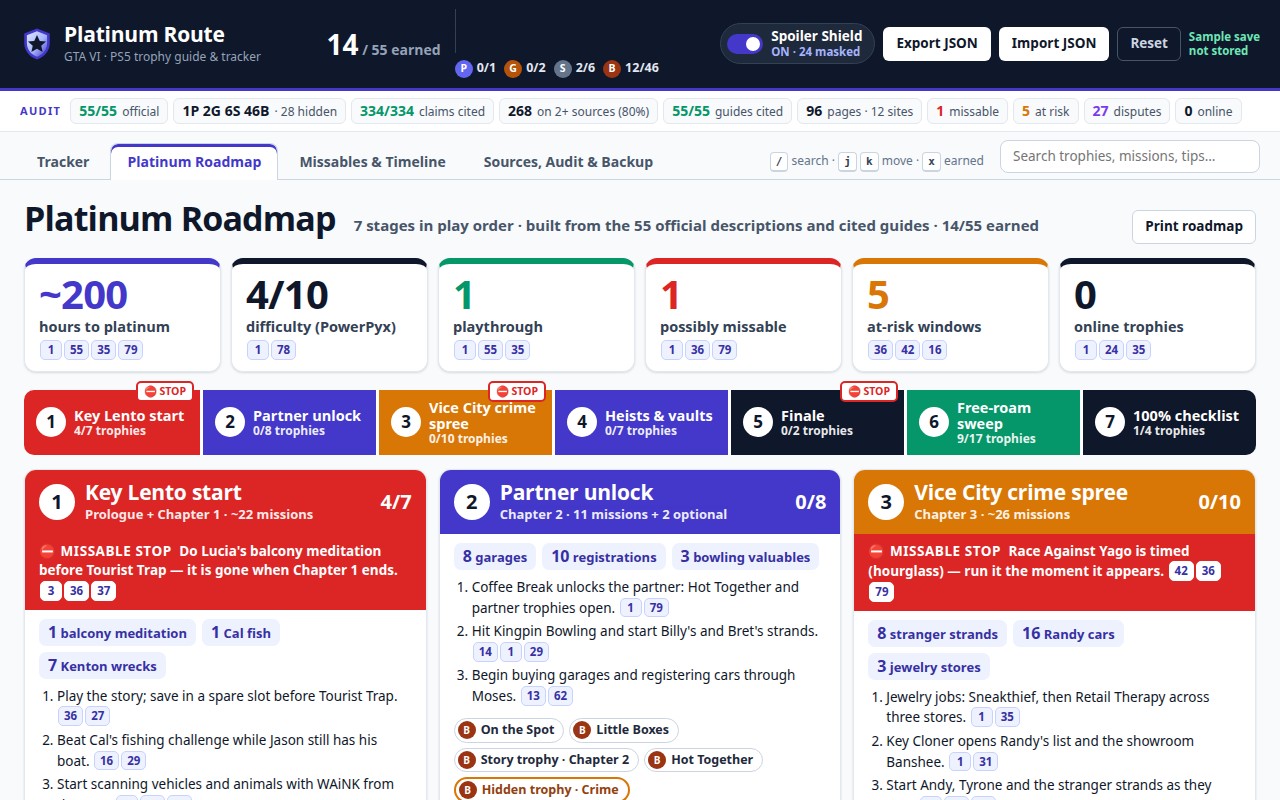 Platinum Route
GTA VI · PS5 trophy guide & tracker
14 / 55 earned
P 0/1 G 0/2 S 2/6 B 12/46
Spoiler Shield
ON · 24 masked
Export JSON
Import JSON
Reset
Sample save
not stored
AUDIT
55/55 official
1P 2G 6S 46B · 28 hidden
334/334 claims cited
268 on 2+ sources (80%)
55/55 guides cited
96 pages · 12 sites
1 missable
5 at risk
27 disputes
0 online
Tracker
Platinum Roadmap
Missables & Timeline
Sources, Audit & Backup
/ search · j k move · x earned
Search trophies, missions, tips...
Platinum Roadmap
7 stages in play order · built from the 55 official descriptions and cited guides · 14/55 earned
Print roadmap
~200
hours to platinum
1 55 35 79
4/10
difficulty (PowerPyx)
1 78
1
playthrough
1 55 35
1
possibly missable
1 36 79
5
at-risk windows
36 42 16
0
online trophies
1 24 35
⛔ STOP
1 Key Lento start
4/7 trophies
2 Partner unlock
0/8 trophies
⛔ STOP
3 Vice City crime
spree
0/10 trophies
4 Heists & vaults
0/7 trophies
⛔ STOP
5 Finale
0/2 trophies
6 Free-roam
sweep
9/17 trophies
7 100% checklist
1/4 trophies
1 Key Lento start 4/7
Prologue + Chapter 1 · ~22 missions
⛔ MISSABLE STOP Do Lucia's balcony meditation
before Tourist Trap — it is gone when Chapter 1 ends.
3 36 37
1 balcony meditation
1 Cal fish
7 Kenton wrecks
1. Play the story; save in a spare slot before Tourist Trap.
36 27
2. Beat Cal's fishing challenge while Jason still has his
boat. 16 29
3. Start scanning vehicles and animals with WAiNK from
2 Partner unlock 0/8
Chapter 2 · 11 missions + 2 optional
8 garages
10 registrations
3 bowling valuables
1. Coffee Break unlocks the partner: Hot Together and
partner trophies open. 1 79
2. Hit Kingpin Bowling and start Billy's and Bret's strands.
14 1 29
3. Begin buying garages and registering cars through
Moses. 13 62
B On the Spot
B Little Boxes
B Story trophy · Chapter 2
B Hot Together
B Hidden trophy · Crime
3 Vice City crime spree 0/10
Chapter 3 · ~26 missions
⛔ MISSABLE STOP Race Against Yago is timed
(hourglass) — run it the moment it appears. 42 36
79
8 stranger strands
16 Randy cars
3 jewelry stores
1. Jewelry jobs: Sneakthief, then Retail Therapy across
three stores. 1 35
2. Key Cloner opens Randy's list and the showroom
Banshee. 1 31
3. Start Andy, Tyrone and the stranger strands as they